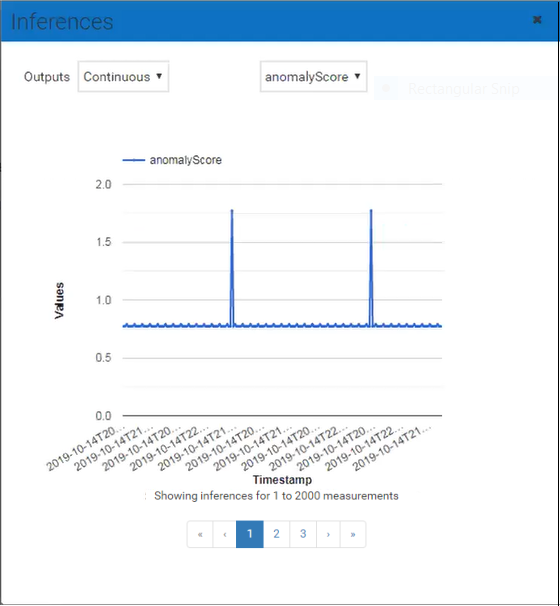 Inferences ✖
Outputs Continuous ▼ anomalyScore ▼
Rectangular Snip
anomalyScore
2.0
1.5
1.0
0.5
0.0
Values
2019-10-14T20...
2019-10-14T21...
2019-10-14T20...
2019-10-14T22...
2019-10-14T21...
2019-10-14T20...
2019-10-14T21...
2019-10-14T20...
2019-10-14T22...
2019-10-14T20...
2019-10-14T22...
2019-10-14T21...
Timestamp
Showing inferences for 1 to 2000 measurements
« ‹ 1 2 3 › »